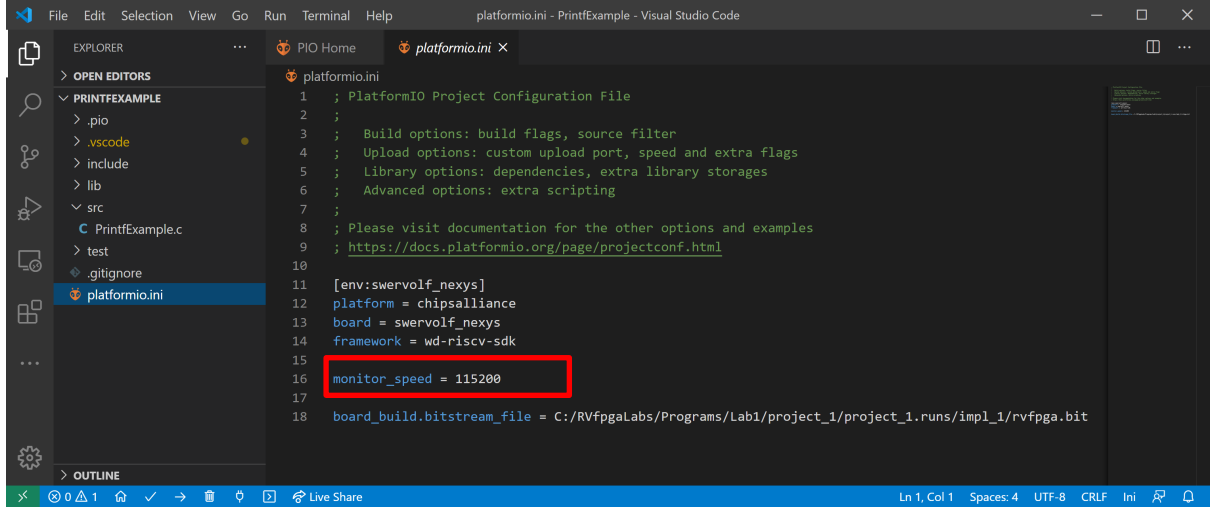 File Edit Selection View Go Run Terminal Help platformio.ini - PrintfExample - Visual Studio Code
EXPLORER
PIO Home
platformio.ini
OPEN EDITORS
PRINTFEXAMPLE
.pio
.vscode
include
lib
src
C PrintfExample.c
test
.gitignore
platformio.ini
OUTLINE
platformio.ini
1 ; PlatformIO Project Configuration File
2 ;
3 ;   Build options: build flags, source filter
4 ;   Upload options: custom upload port, speed and extra flags
5 ;   Library options: dependencies, extra library storages
6 ;   Advanced options: extra scripting
7 ;
8 ; Please visit documentation for the other options and examples
9 ; https://docs.platformio.org/page/projectconf.html
10
11 [env:swervolf_nexys]
12 platform = chipsalliance
13 board = swervolf_nexys
14 framework = wd-riscv-sdk
15
16 monitor_speed = 115200
17
18 board_build.bitstream_file = C:/RVfpgaLabs/Programs/Lab1/project_1/project_1.runs/impl_1/rvfpga.bit
0 1 Live Share Ln 1, Col 1 Spaces: 4 UTF-8 CRLF Ini